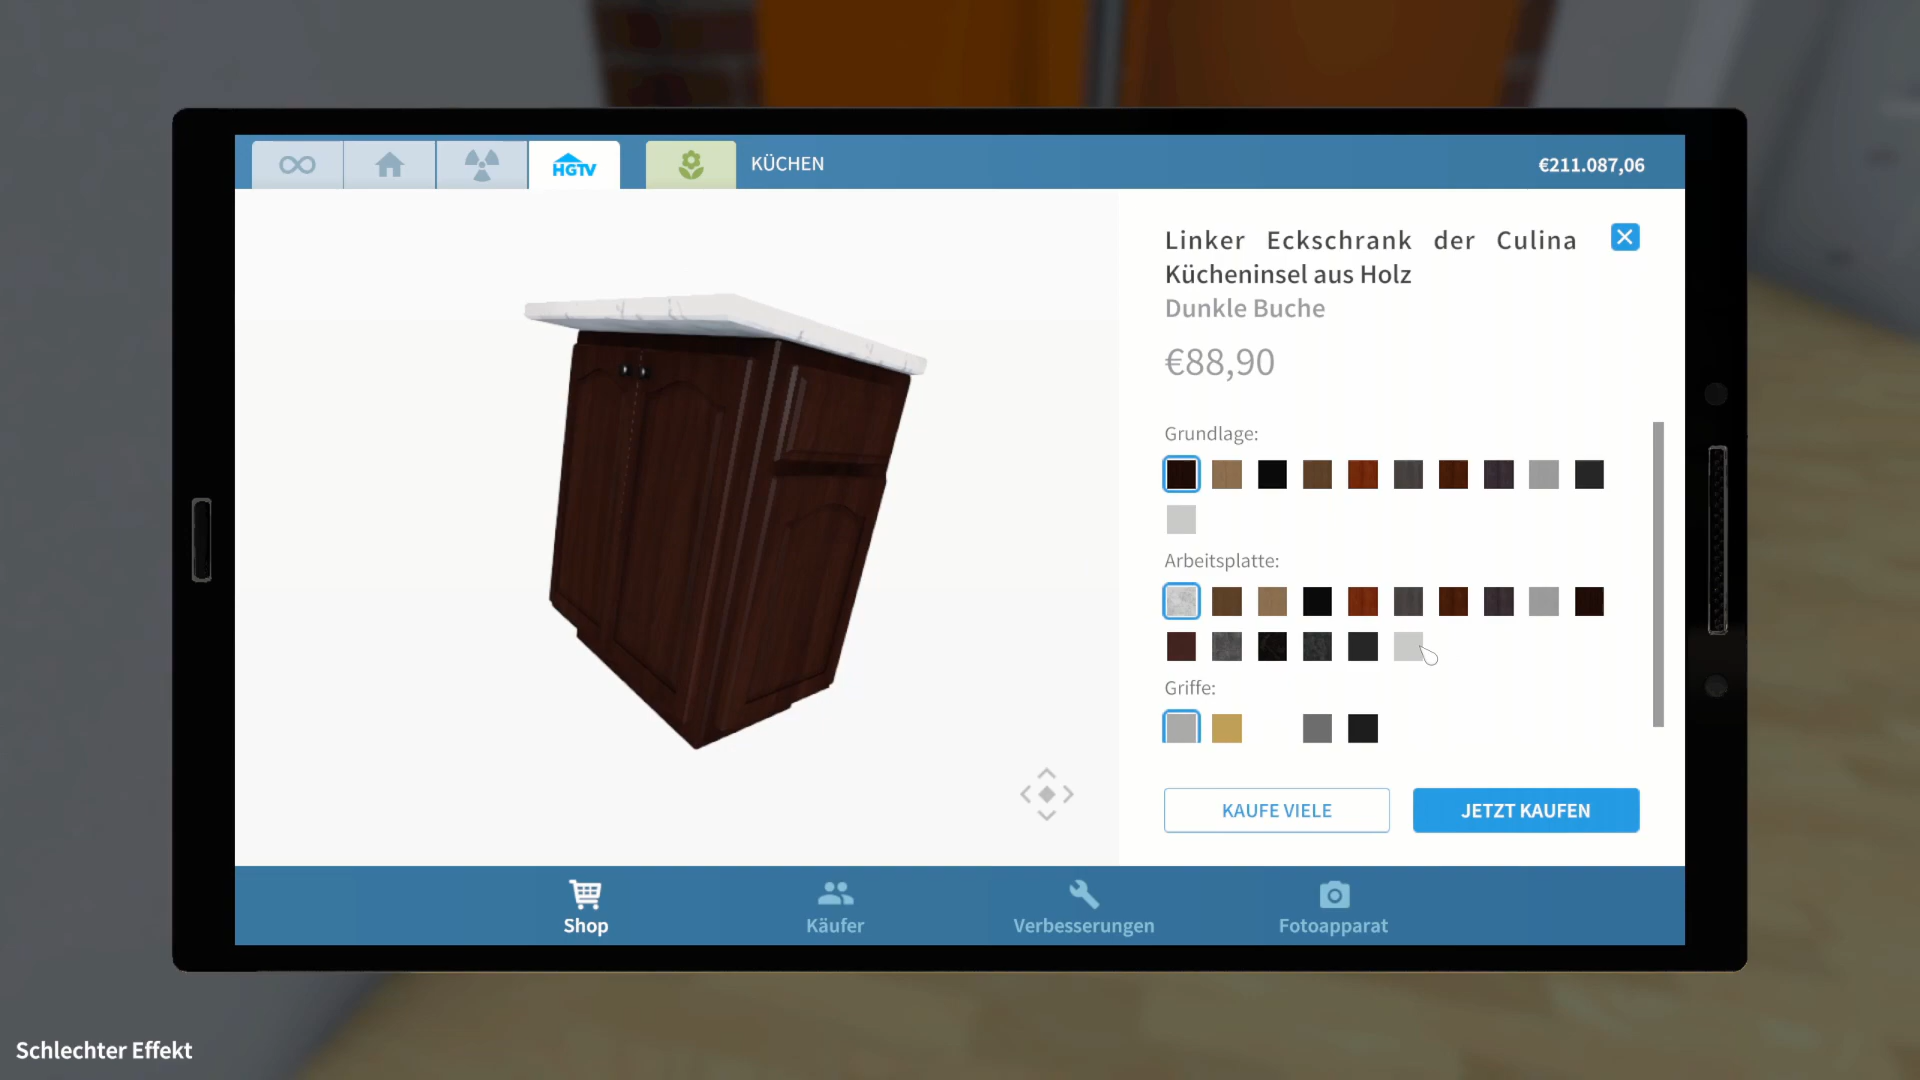 HGTV
KÜCHEN
€211.087,06
Linker Eckschrank der Culina
Kücheninsel aus Holz
Dunkle Buche
€88,90
Grundlage:
Arbeitsplatte:
Griffe:
KAUFE VIELE
JETZT KAUFEN
Shop
Käufer
Verbesserungen
Fotoapparat
Schlechter Effekt